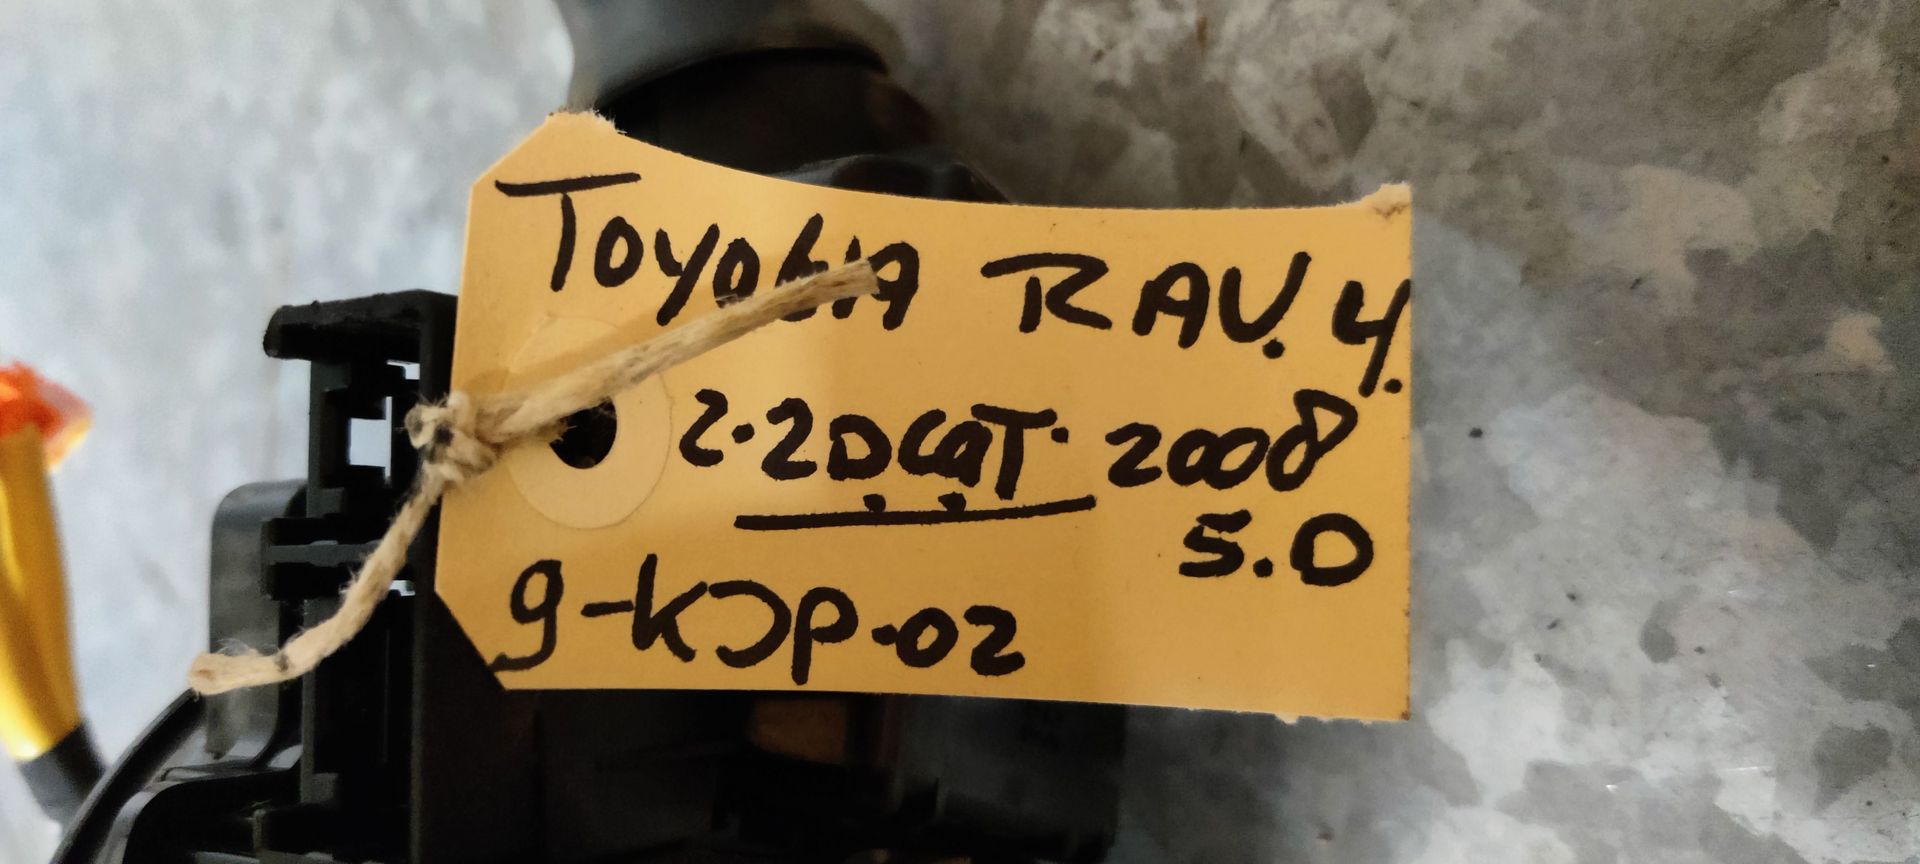 TOYOTA RAV.4.
2.2DCAT. 2008
5.0
9-KJP.02